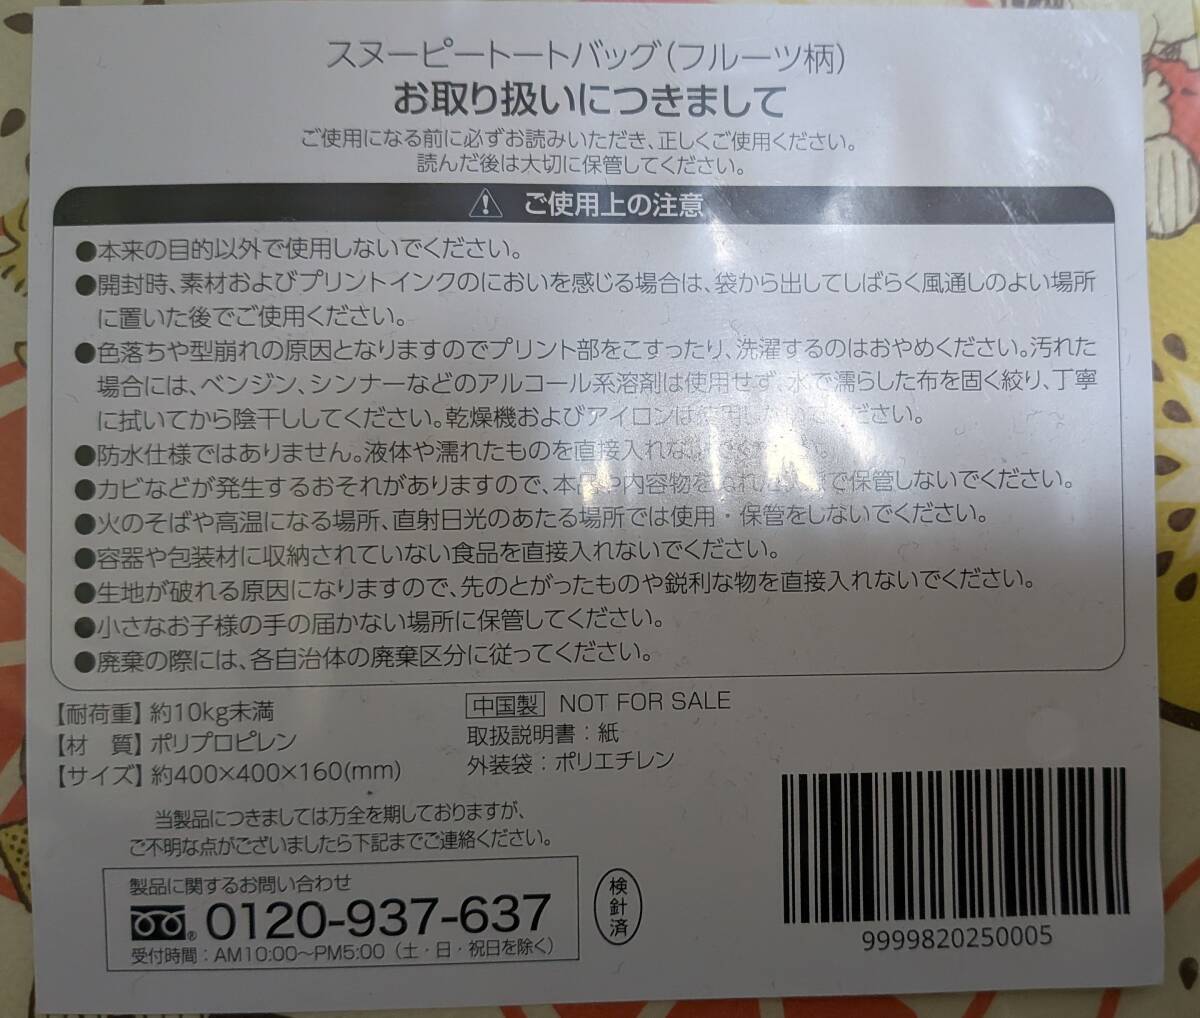 スヌーピートートバッグ(フルーツ柄)
お取り扱いにつきまして
ご使用になる前に必ずお読みいただき、正しくご使用ください。
読んだ後は大切に保管してください。
ご使用上の注意
●本来の目的以外で使用しないでください。
●開封時、素材およびプリントインクのにおいを感じる場合は、袋から出してしばらく風通しのよい場所
に置いた後でご使用ください。
●色落ちや型崩れの原因となりますのでプリント部をこすったり、洗濯するのはおやめください。汚れた
場合には、ベンジン、シンナーなどのアルコール系溶剤は使用せず、水で濡らした布を固く絞り、丁寧
に拭いてから陰干ししてください。乾燥機およびアイロンは使用しないでください。
●防水仕様ではありません。液体や濡れたものを直接入れないでください。
●カビなどが発生するおそれがありますので、本品や内容物をぬれたままで保管しないでください。
●火のそばや高温になる場所、直射日光のあたる場所では使用・保管をしないでください。
●容器や包装材に収納されていない食品を直接入れないでください。
●生地が破れる原因になりますので、先のとがったものや鋭利な物を直接入れないでください。
●小さなお子様の手の届かない場所に保管してください。
●廃棄の際には、各自治体の廃棄区分に従ってください。
【耐荷重】約10kg未満
【材　質】ポリプロピレン
【サイズ】約400×400×160(mm)
中国製 NOT FOR SALE
取扱説明書：紙
外装袋：ポリエチレン
当製品につきましては万全を期しておりますが、
ご不明な点がございましたら下記までご連絡ください。
製品に関するお問い合わせ
® 0120-937-637
受付時間：AM10:00〜PM5:00（土・日・祝日を除く）
検針済
9999820250005